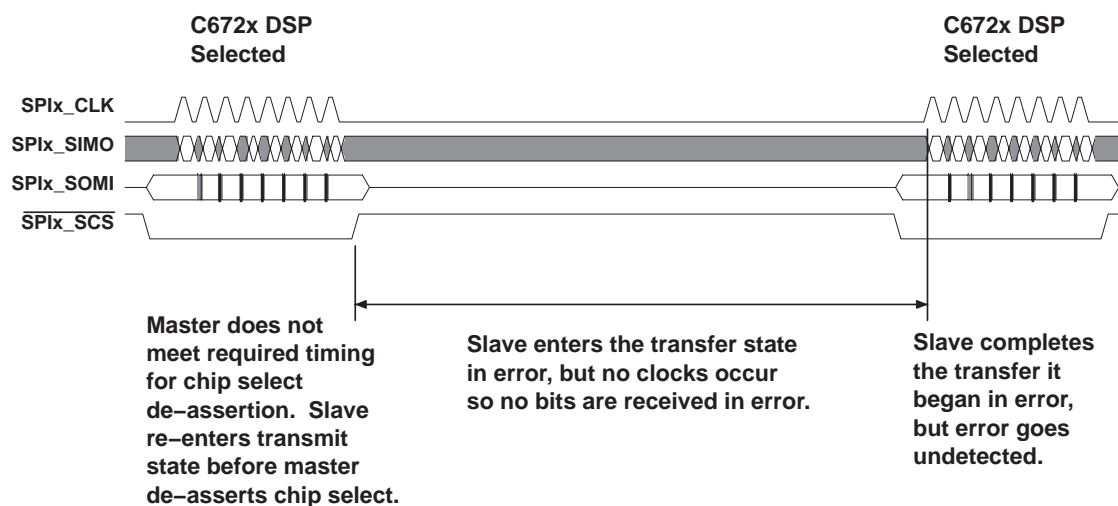 C672x DSP
Selected
C672x DSP
Selected
SPIx_CLK
SPIx_SIMO
SPIx_SOMI
SPIx_SCS
Master does not
meet required timing
for chip select
de−assertion. Slave
re−enters transmit
state before master
de−asserts chip select.
Slave enters the transfer state
in error, but no clocks occur
so no bits are received in error.
Slave completes
the transfer it
began in error,
but error goes
undetected.